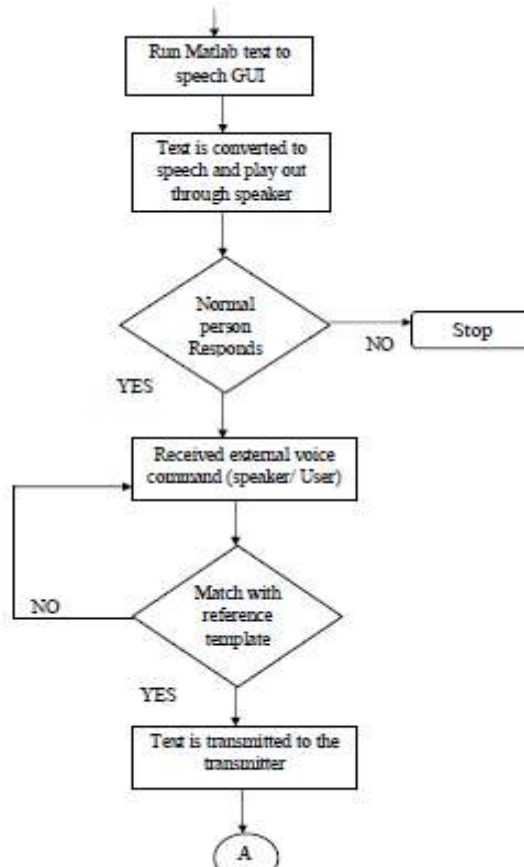 Run Matlab text to
speech GUI
Text is converted to
speech and play out
through speaker
Normal
person
Responds
NO
Stop
YES
Received external voice
command (speaker/ User)
Match with
reference
template
NO
YES
Text is transmitted to the
transmitter
A